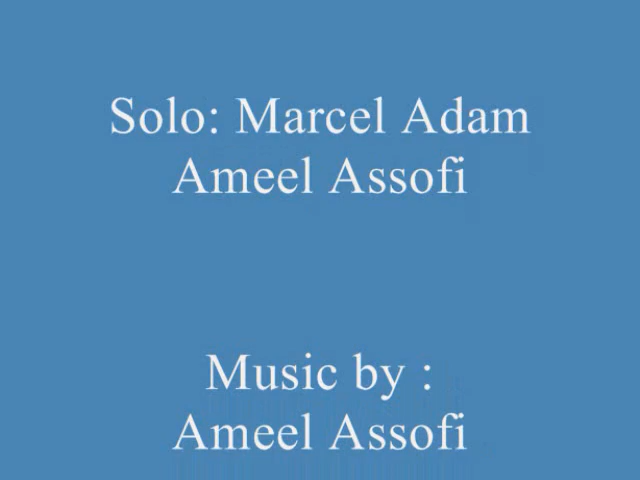 Solo: Marcel Adam
Ameel Assofi
Music by :
Ameel Assofi